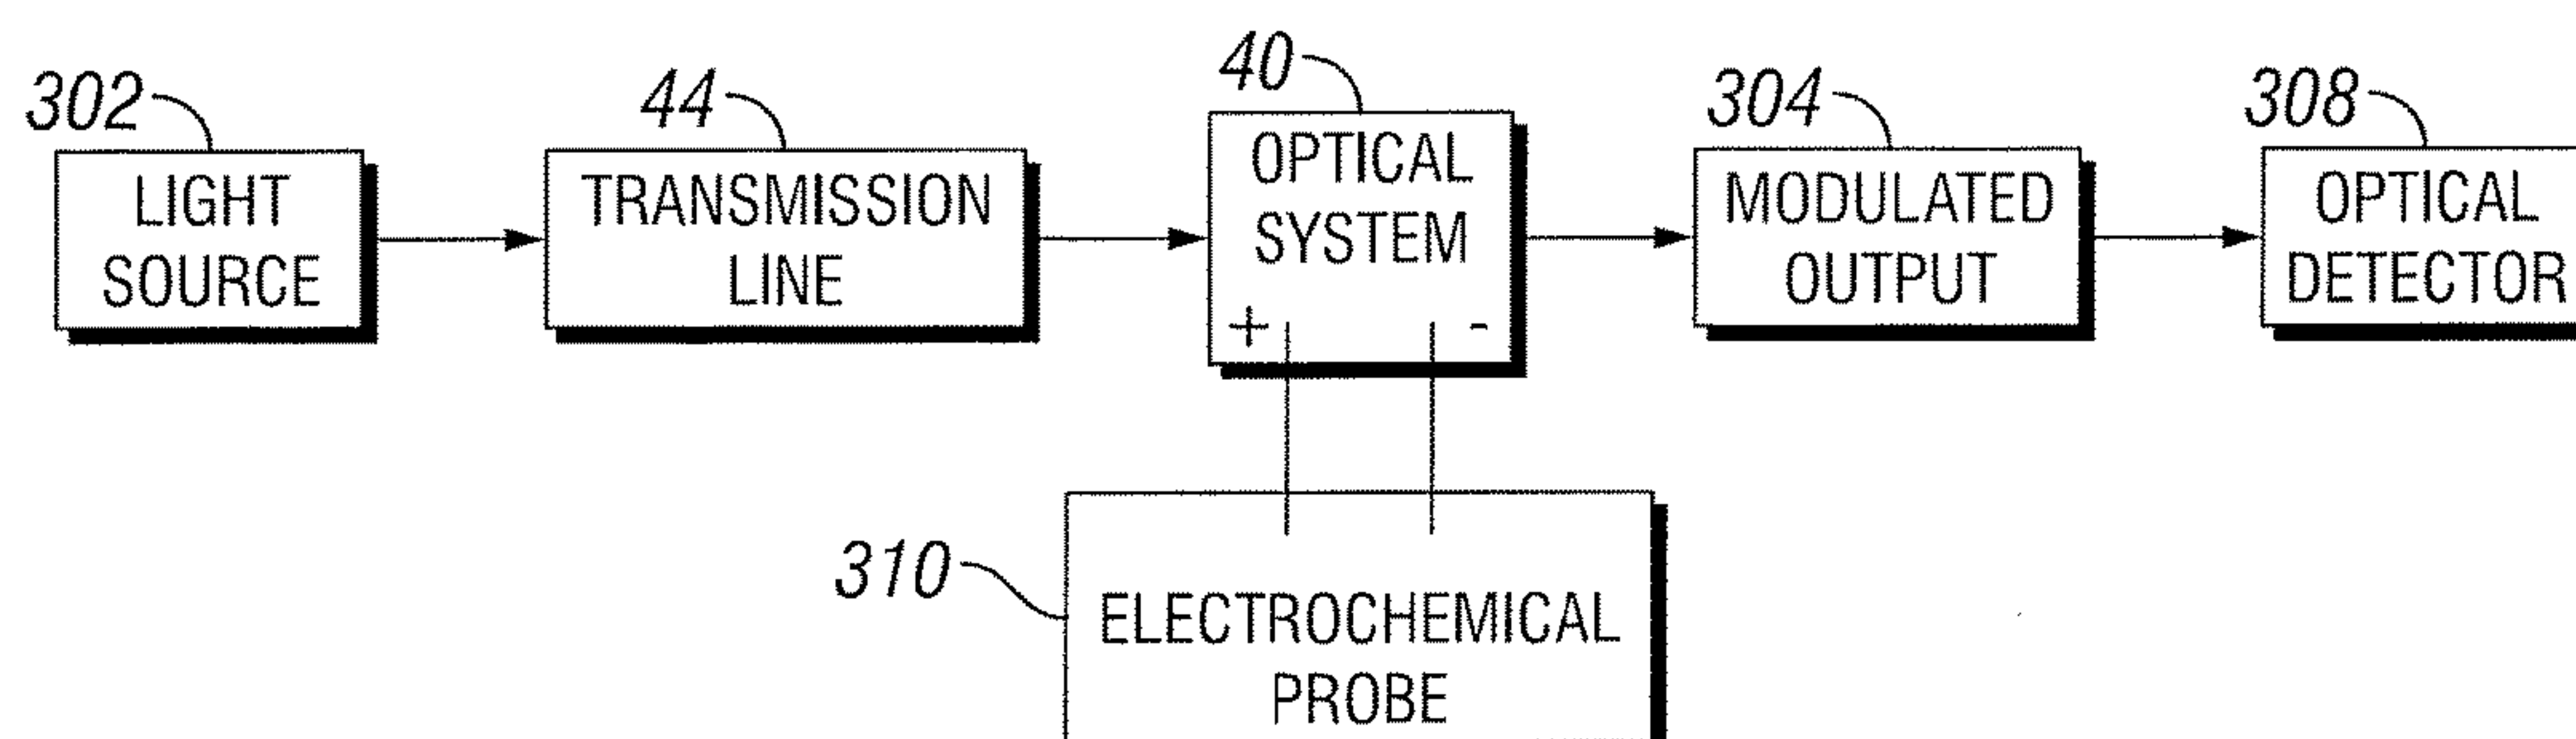 302
LIGHT
SOURCE
44
TRANSMISSION
LINE
40
OPTICAL
SYSTEM
+ -
304
MODULATED
OUTPUT
308
OPTICAL
DETECTOR
310
ELECTROCHEMICAL
PROBE